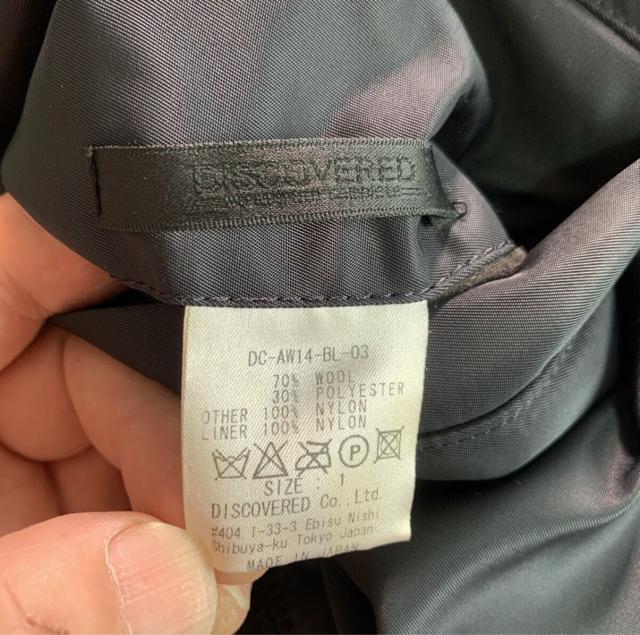 DISCOVERED
DC-AW14-BL-03
70% WOOL
30% POLYESTER
OTHER 100% NYLON
LINER 100% NYLON
P
SIZE : 1
DISCOVERED Co.,Ltd.
#404 1-33-3 Ebisu Nishi
Shibuya-ku Tokyo Japan
MADE IN JAPAN